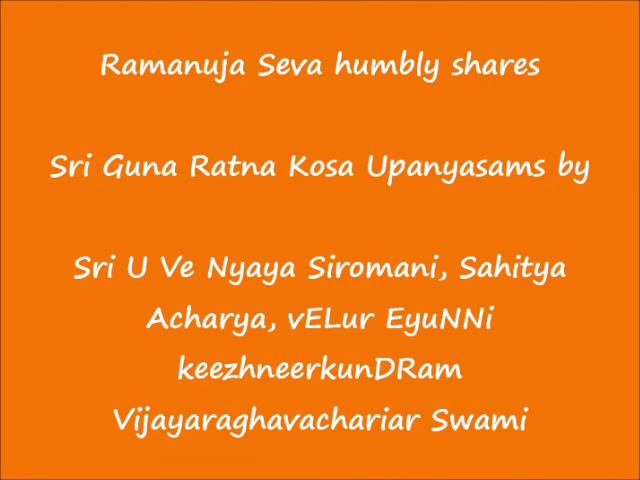 Ramanuja Seva humbly shares
Sri Guna Ratna Kosa Upanyasams by
Sri U Ve Nyaya Siromani, Sahitya
Acharya, vELur EyuNNi
keezhneerkunDRam
Vijayaraghavachariar Swami